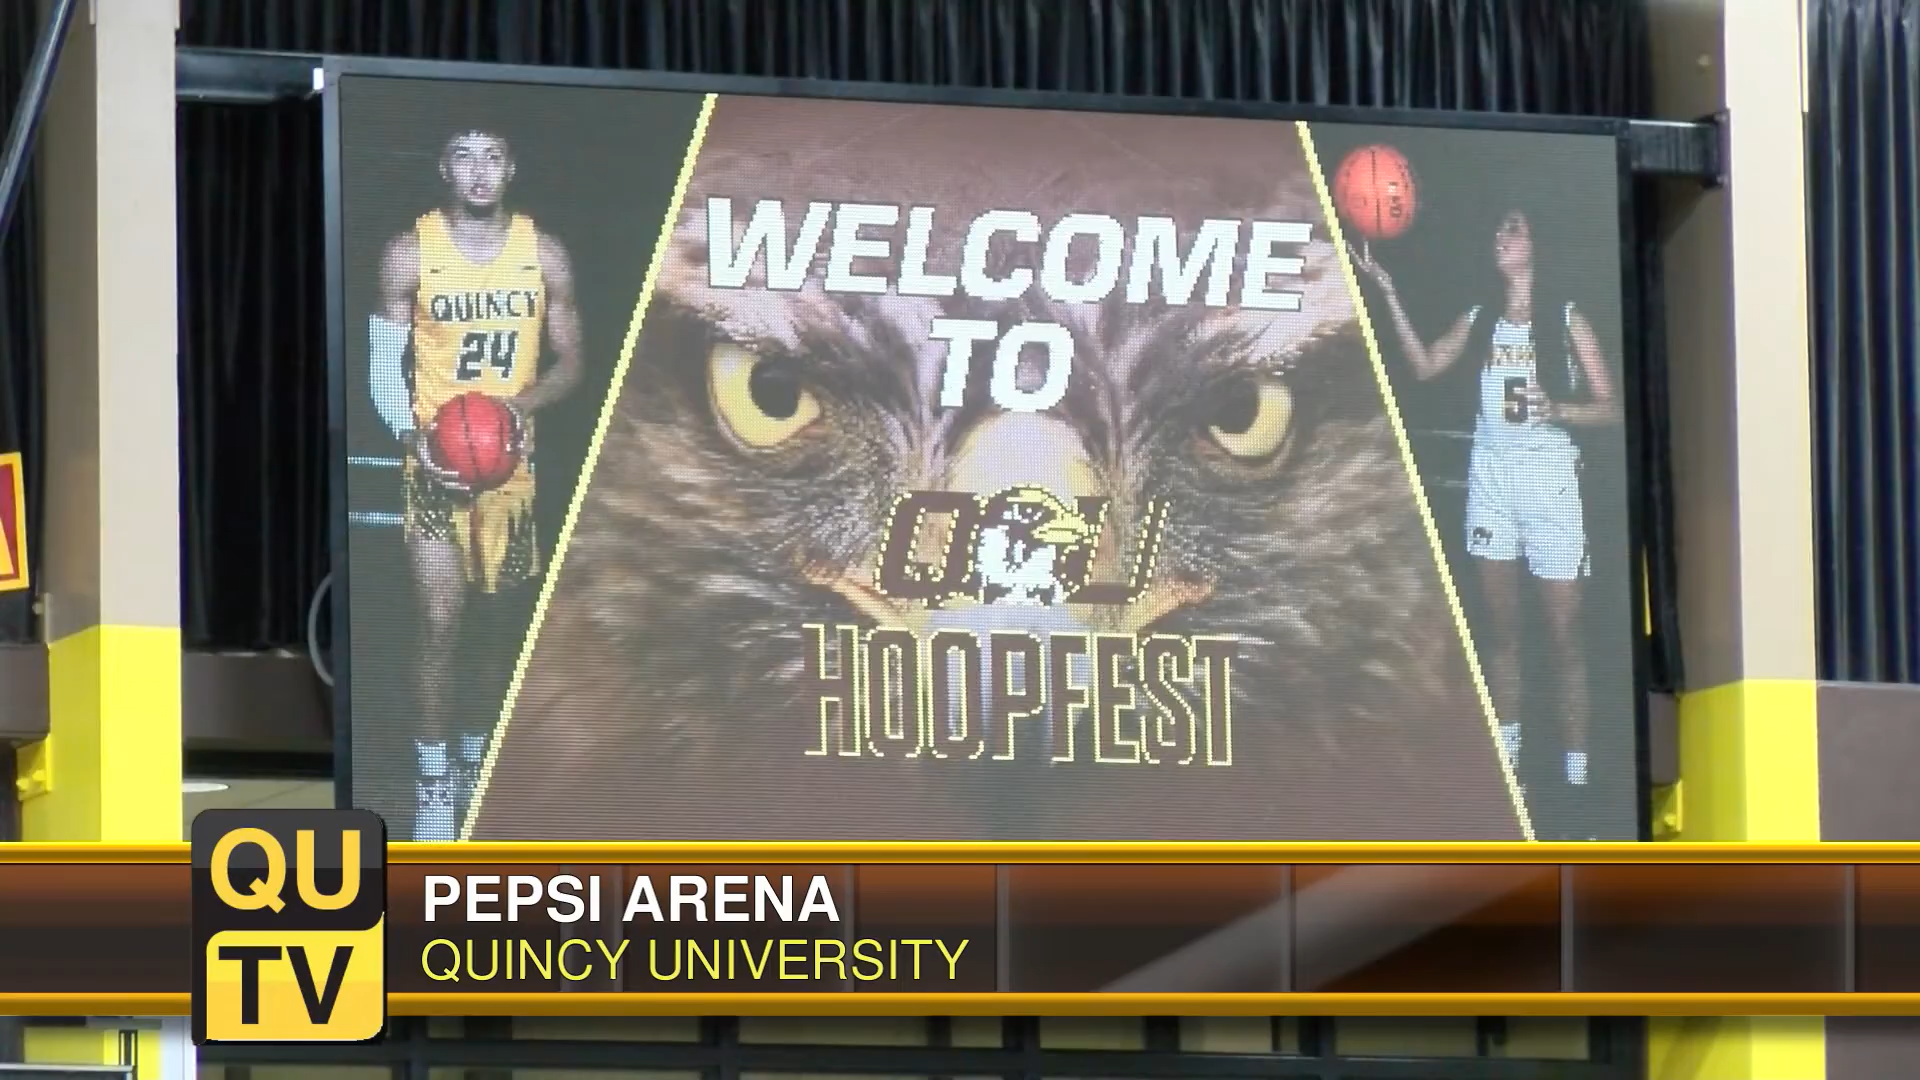 WELCOME
TO
QU
HOOPFEST
QUINCY
24
5
QU
TV
PEPSI ARENA
QUINCY UNIVERSITY